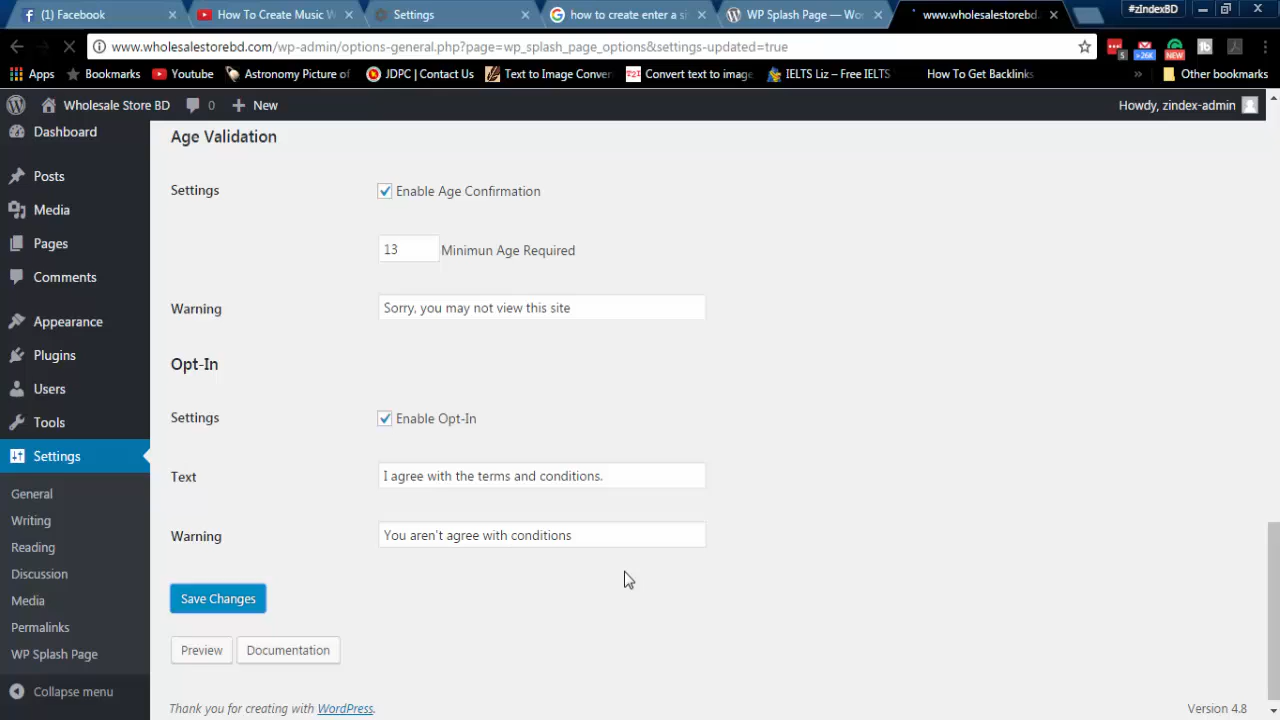 (1) Facebook
How To Create Music W
Settings
how to create enter a si
WP Splash Page — Wo
www.wholesalestorebd.
#zIndexBD
www.wholesalestorebd.com/wp-admin/options-general.php?page=wp_splash_page_options&settings-updated=true
5
>26K
NEW
Apps
Bookmarks
Youtube
Astronomy Picture of
JDPC | Contact Us
Text to Image Conver
T2I
Convert text to image
IELTS Liz – Free IELTS
How To Get Backlinks
»
Other bookmarks
Wholesale Store BD
0
New
Howdy, zindex-admin
Dashboard
Posts
Media
Pages
Comments
Appearance
Plugins
Users
Tools
Settings
General
Writing
Reading
Discussion
Media
Permalinks
WP Splash Page
Collapse menu
Age Validation
Settings
Enable Age Confirmation
13
Minimun Age Required
Warning
Sorry, you may not view this site
Opt-In
Settings
Enable Opt-In
Text
I agree with the terms and conditions.
Warning
You aren't agree with conditions
Save Changes
Preview
Documentation
Thank you for creating with WordPress.
Version 4.8